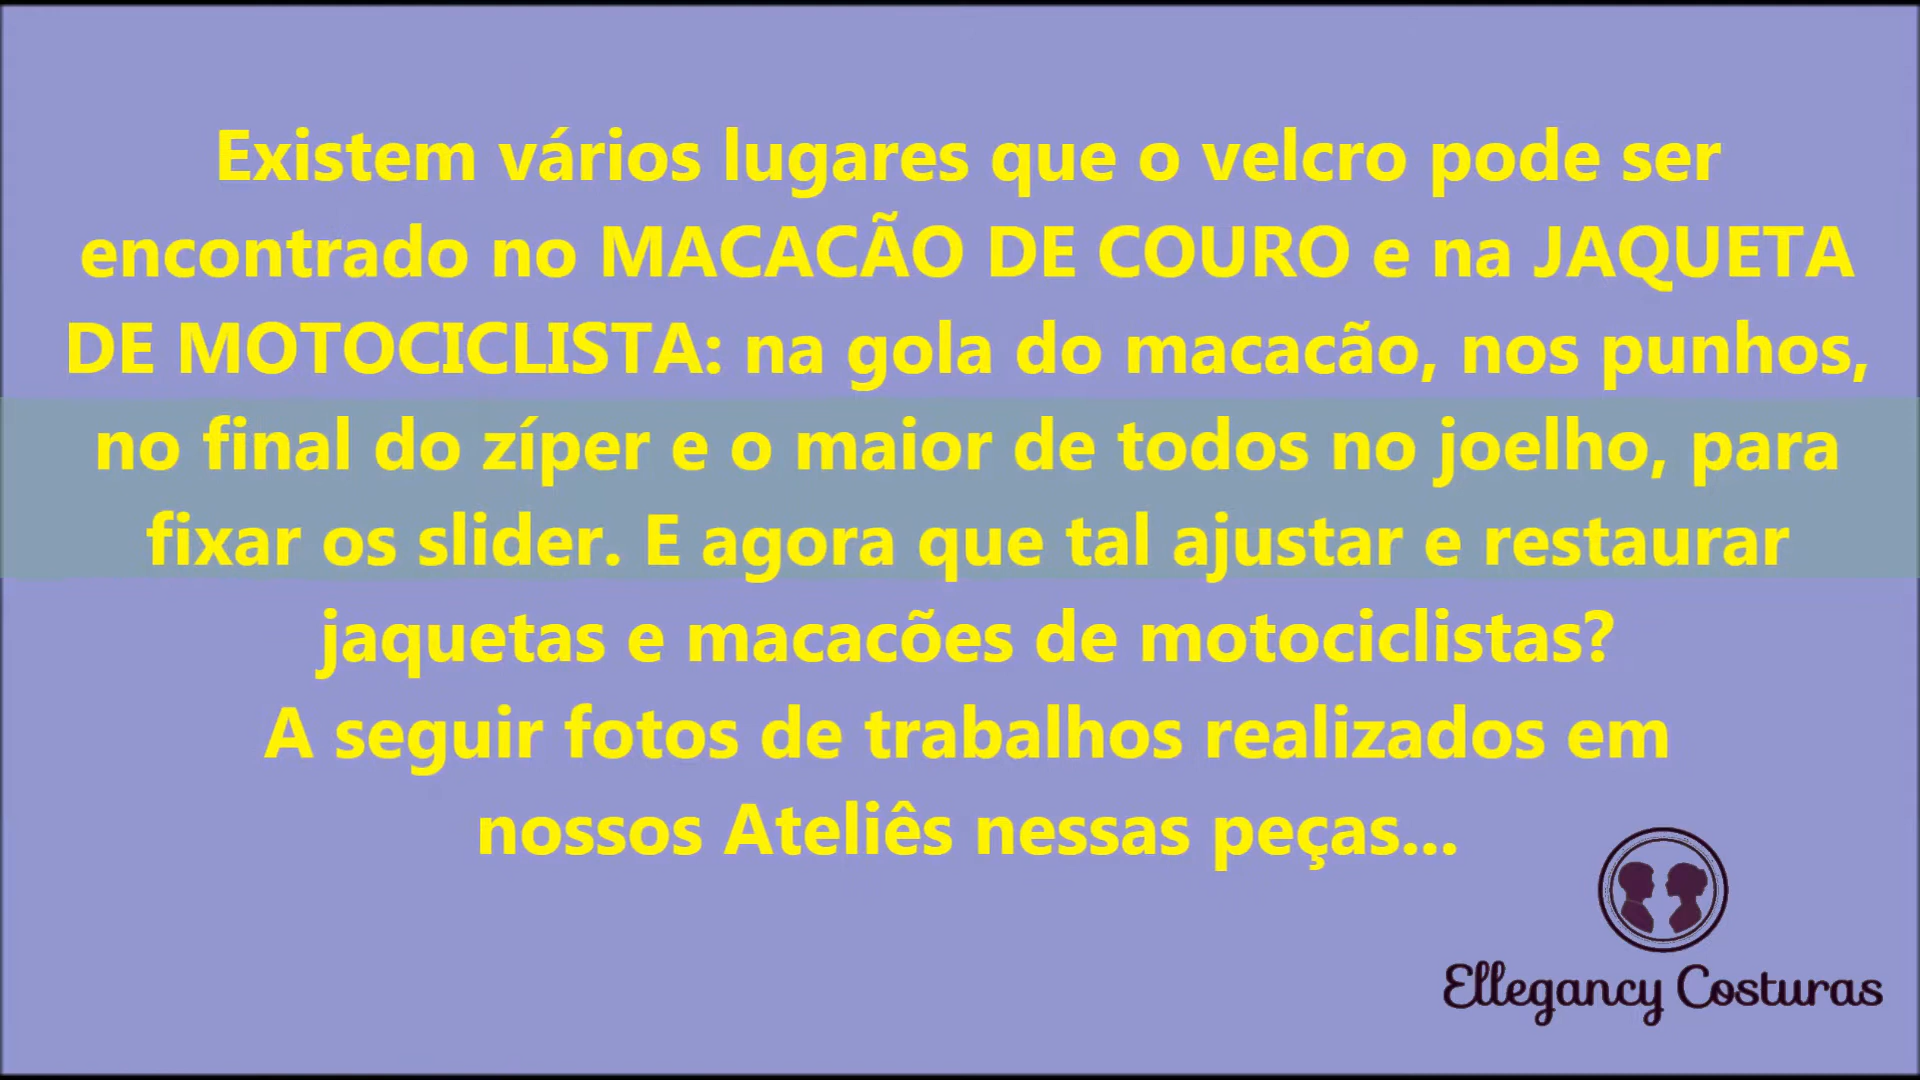 Existem vários lugares que o velcro pode ser
encontrado no MACACÃO DE COURO e na JAQUETA
DE MOTOCICLISTA: na gola do macacão, nos punhos,
no final do zíper e o maior de todos no joelho, para
fixar os slider. E agora que tal ajustar e restaurar
jaquetas e macacões de motociclistas?
A seguir fotos de trabalhos realizados em
nossos Ateliês nessas peças...
Ellegancy Costuras